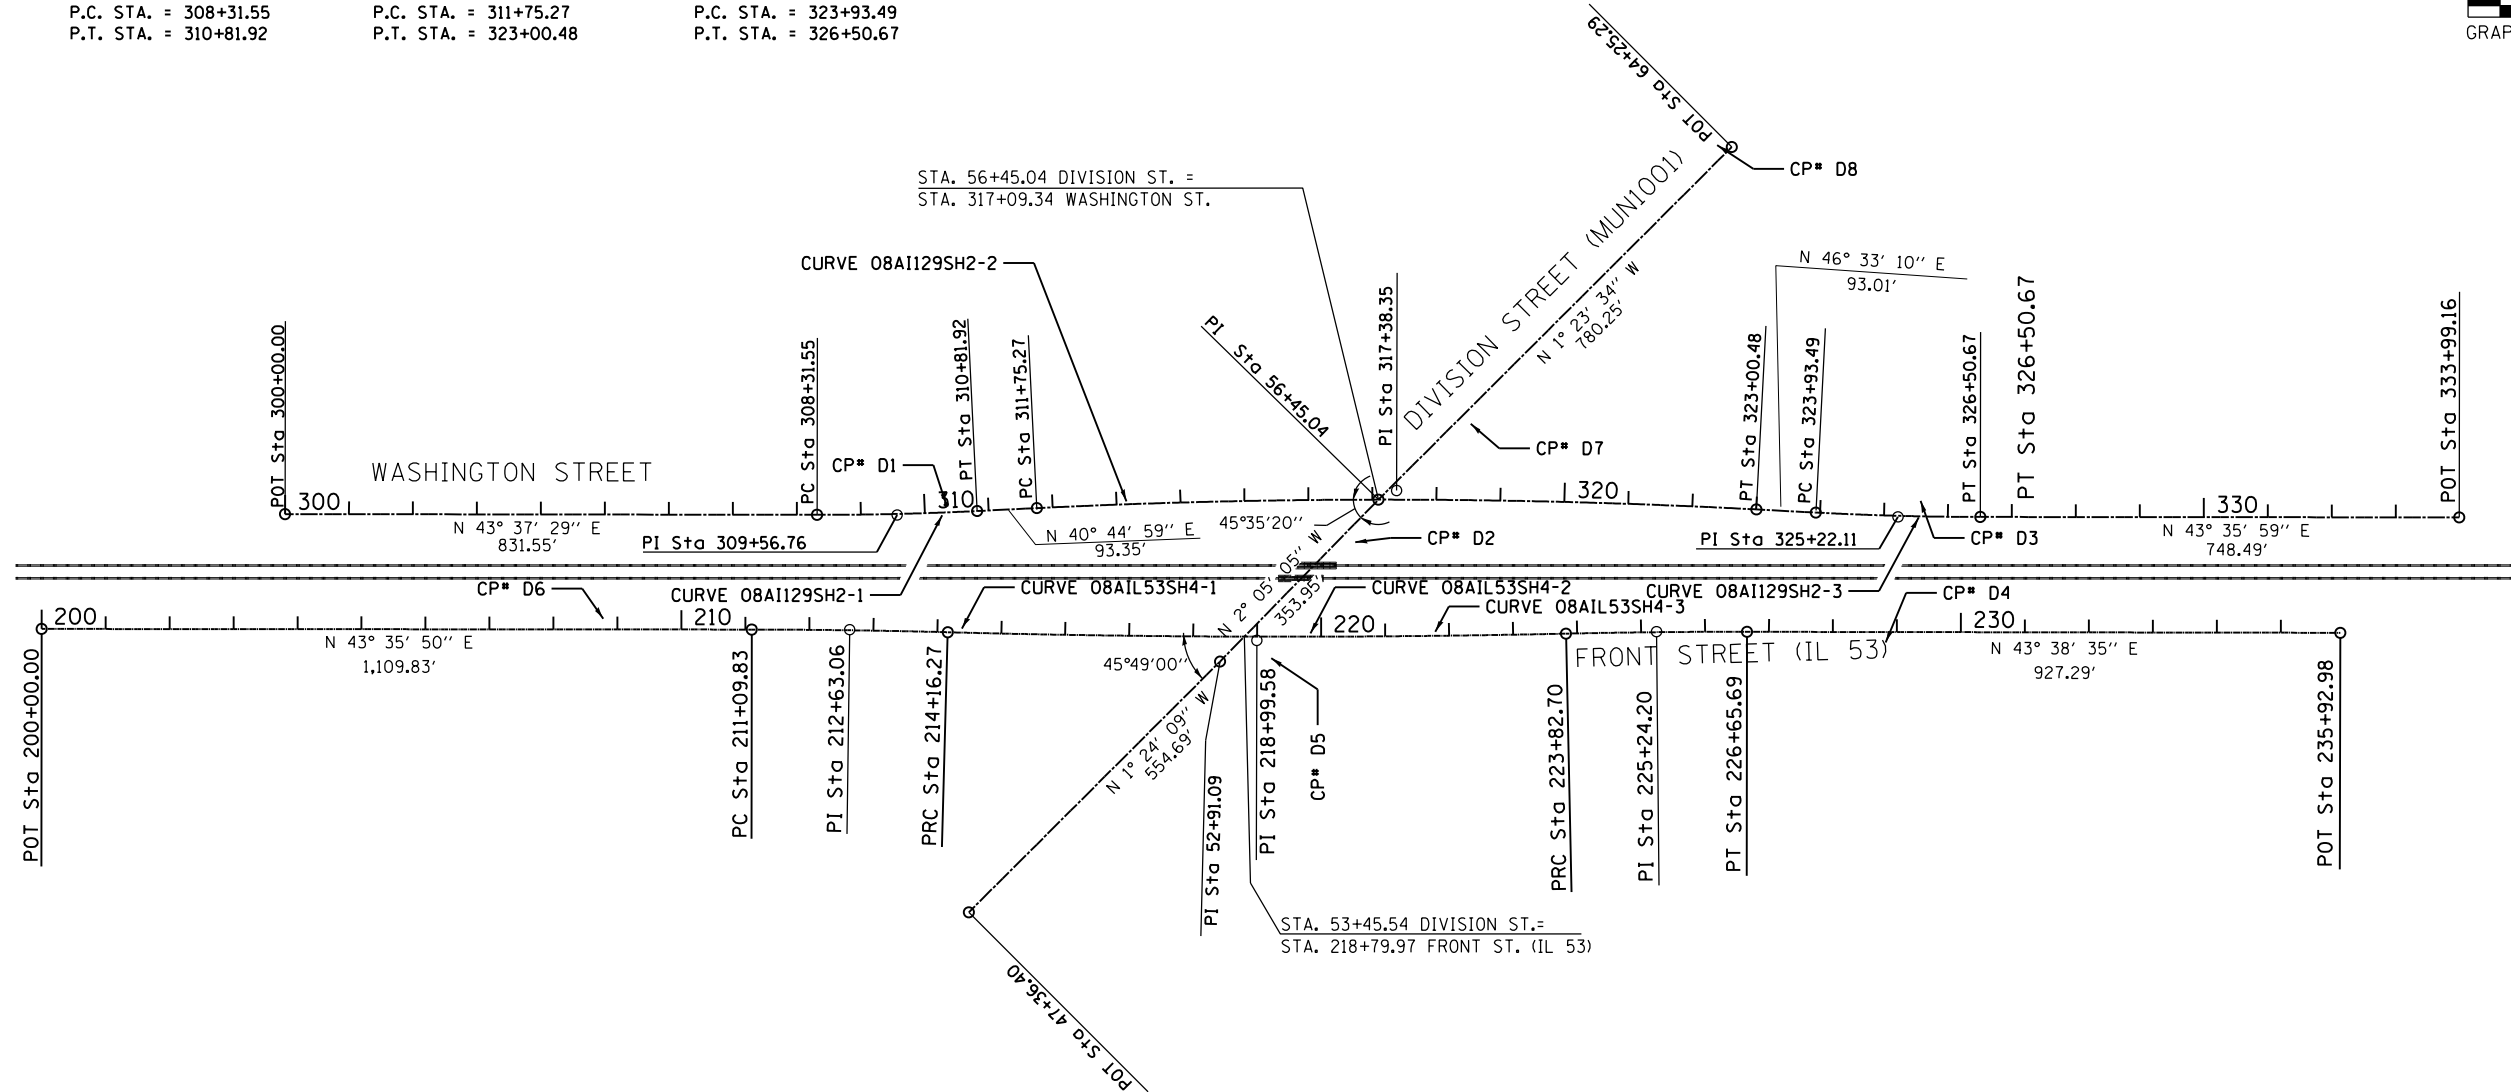 P.C. STA. = 308+31.55
P.T. STA. = 310+81.92
P.C. STA. = 311+75.27
P.T. STA. = 323+00.48
P.C. STA. = 323+93.49
P.T. STA. = 326+50.67
GRAP
POT Sta 64+25.29
CP# D8
STA. 56+45.04 DIVISION ST. =
STA. 317+09.34 WASHINGTON ST.
DIVISION STREET (MUN1001)
N 1° 23' 34" W
780.25'
CURVE 08AI129SH2-2
N 46° 33' 10" E
93.01'
POT Sta 300+00.00
PC Sta 308+31.55
PT Sta 310+81.92
PC Sta 311+75.27
PI Sta 56+45.04
PI Sta 317+38.35
CP# D7
PT Sta 323+00.48
PC Sta 323+93.49
PT Sta 326+50.67
PT Sta 326+50.67
POT Sta 333+99.16
WASHINGTON STREET
CP# D1
300
310
320
330
N 43° 37' 29" E
831.55'
PI Sta 309+56.76
N 40° 44' 59" E
93.35'
45°35'20"
CP# D2
PI Sta 325+22.11
CP# D3
N 43° 35' 59" E
748.49'
N 2° 05' 05" W
353.95'
CP# D6
CURVE 08AI129SH2-1
CURVE 08AIL53SH4-1
CURVE 08AIL53SH4-2
CURVE 08AIL53SH4-3
CURVE 08AI129SH2-3
CP# D4
200
210
220
230
N 43° 35' 50" E
1,109.83'
45°49'00"
FRONT STREET (IL 53)
N 43° 38' 35" E
927.29'
POT Sta 200+00.00
PC Sta 211+09.83
PI Sta 212+63.06
PRC Sta 214+16.27
N 1° 24' 09" W
554.69'
PI Sta 52+91.09
PI Sta 218+99.58
CP# D5
PRC Sta 223+82.70
PI Sta 225+24.20
PT Sta 226+65.69
POT Sta 235+92.98
STA. 53+45.54 DIVISION ST.=
STA. 218+79.97 FRONT ST. (IL 53)
POT Sta 47+36.40